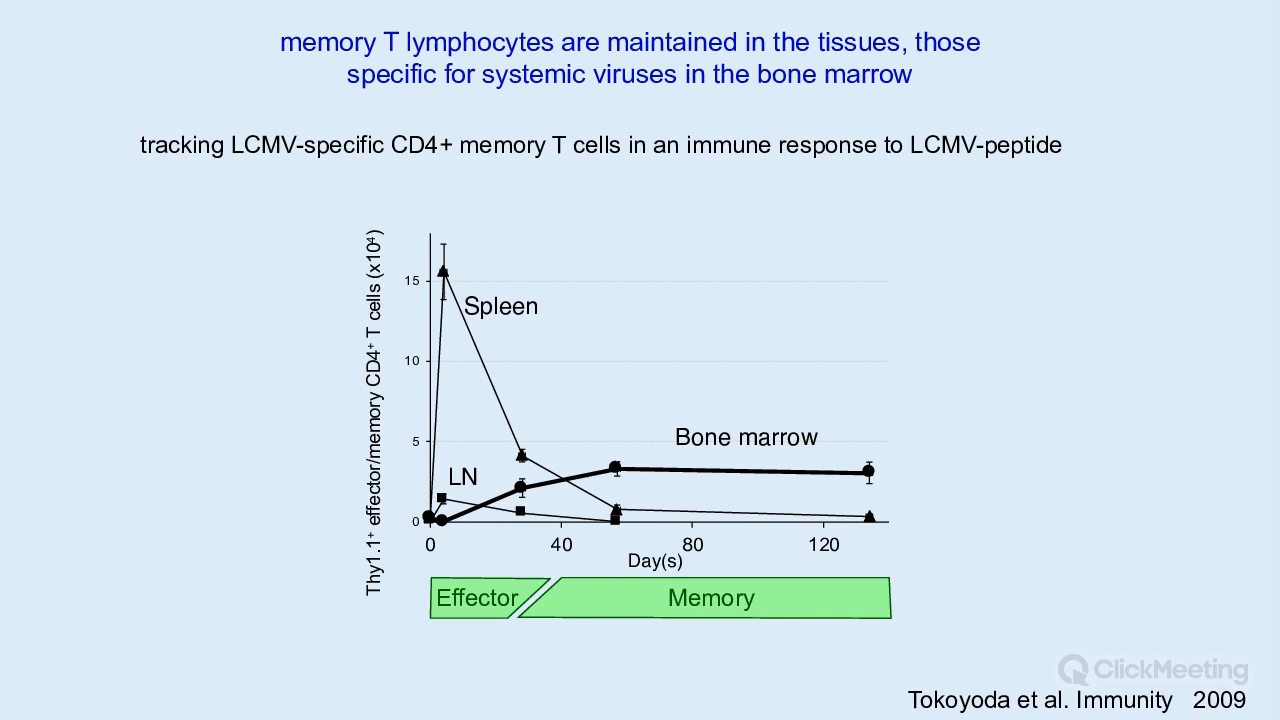 memory T lymphocytes are maintained in the tissues, those
specific for systemic viruses in the bone marrow
tracking LCMV-specific CD4+ memory T cells in an immune response to LCMV-peptide
Thy1.1⁺ effector/memory CD4⁺ T cells (x10⁴)
15
10
5
0
Spleen
Bone marrow
LN
0 40 80 120
Day(s)
Effector Memory
ClickMeeting
Tokoyoda et al. Immunity 2009